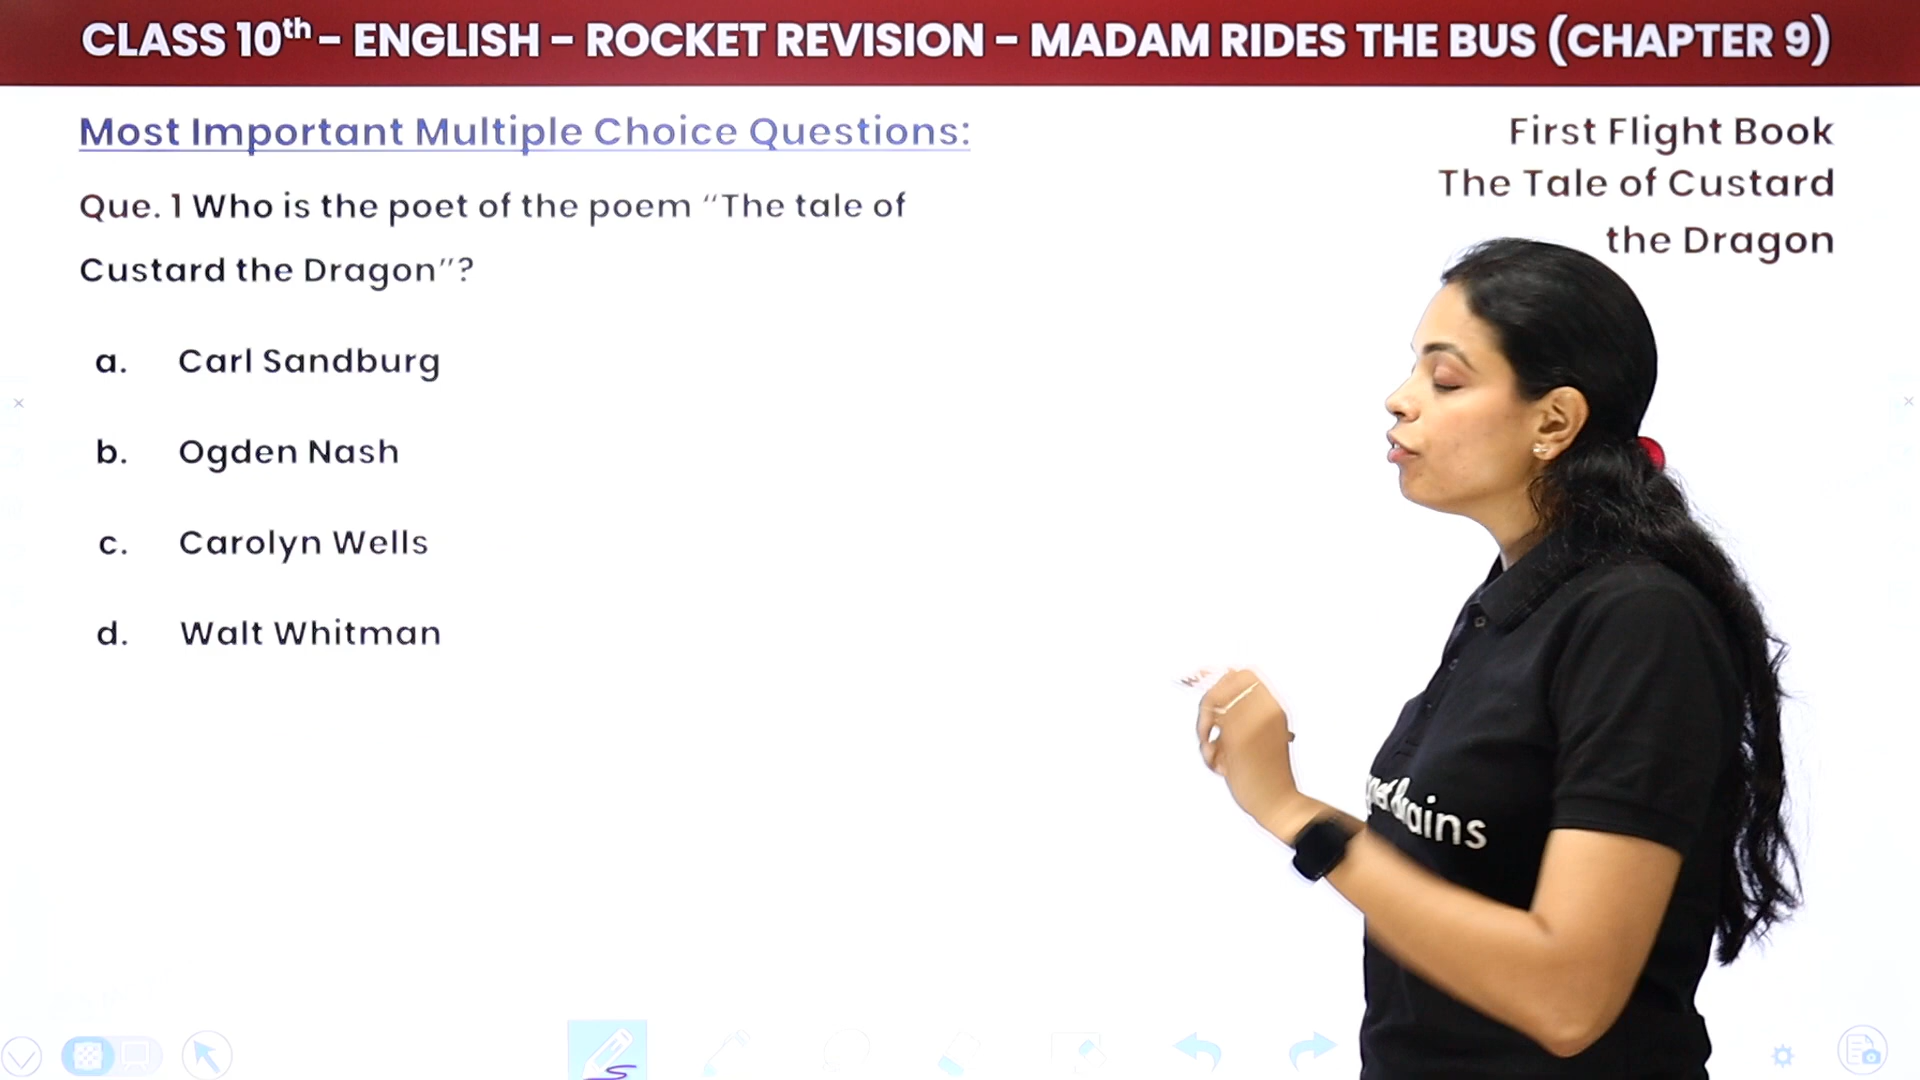 CLASS 10th - ENGLISH - ROCKET REVISION - MADAM RIDES THE BUS (CHAPTER 9)
Most Important Multiple Choice Questions:
First Flight Book
The Tale of Custard
the Dragon
Que. 1 Who is the poet of the poem “The tale of
Custard the Dragon”?
a. Carl Sandburg
b. Ogden Nash
c. Carolyn Wells
d. Walt Whitman